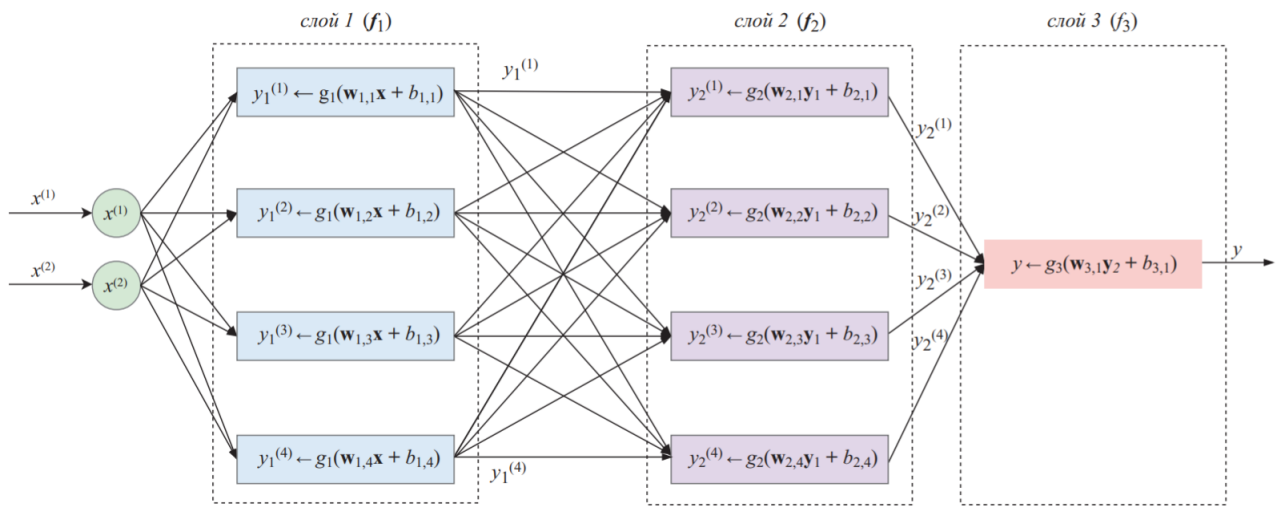 слой 1 (f₁)
слой 2 (f₂)
слой 3 (f₃)
x⁽¹⁾
x⁽²⁾
x⁽¹⁾
x⁽²⁾
y₁⁽¹⁾ ← g₁(w₁,₁x + b₁,₁)
y₁⁽²⁾ ← g₁(w₁,₂x + b₁,₂)
y₁⁽³⁾ ← g₁(w₁,₃x + b₁,₃)
y₁⁽⁴⁾ ← g₁(w₁,₄x + b₁,₄)
y₁⁽¹⁾
y₁⁽⁴⁾
y₂⁽¹⁾ ← g₂(w₂,₁y₁ + b₂,₁)
y₂⁽²⁾ ← g₂(w₂,₂y₁ + b₂,₂)
y₂⁽³⁾ ← g₂(w₂,₃y₁ + b₂,₃)
y₂⁽⁴⁾ ← g₂(w₂,₄y₁ + b₂,₄)
y₂⁽¹⁾
y₂⁽²⁾
y₂⁽³⁾
y₂⁽⁴⁾
y ← g₃(w₃,₁y₂ + b₃,₁)
y